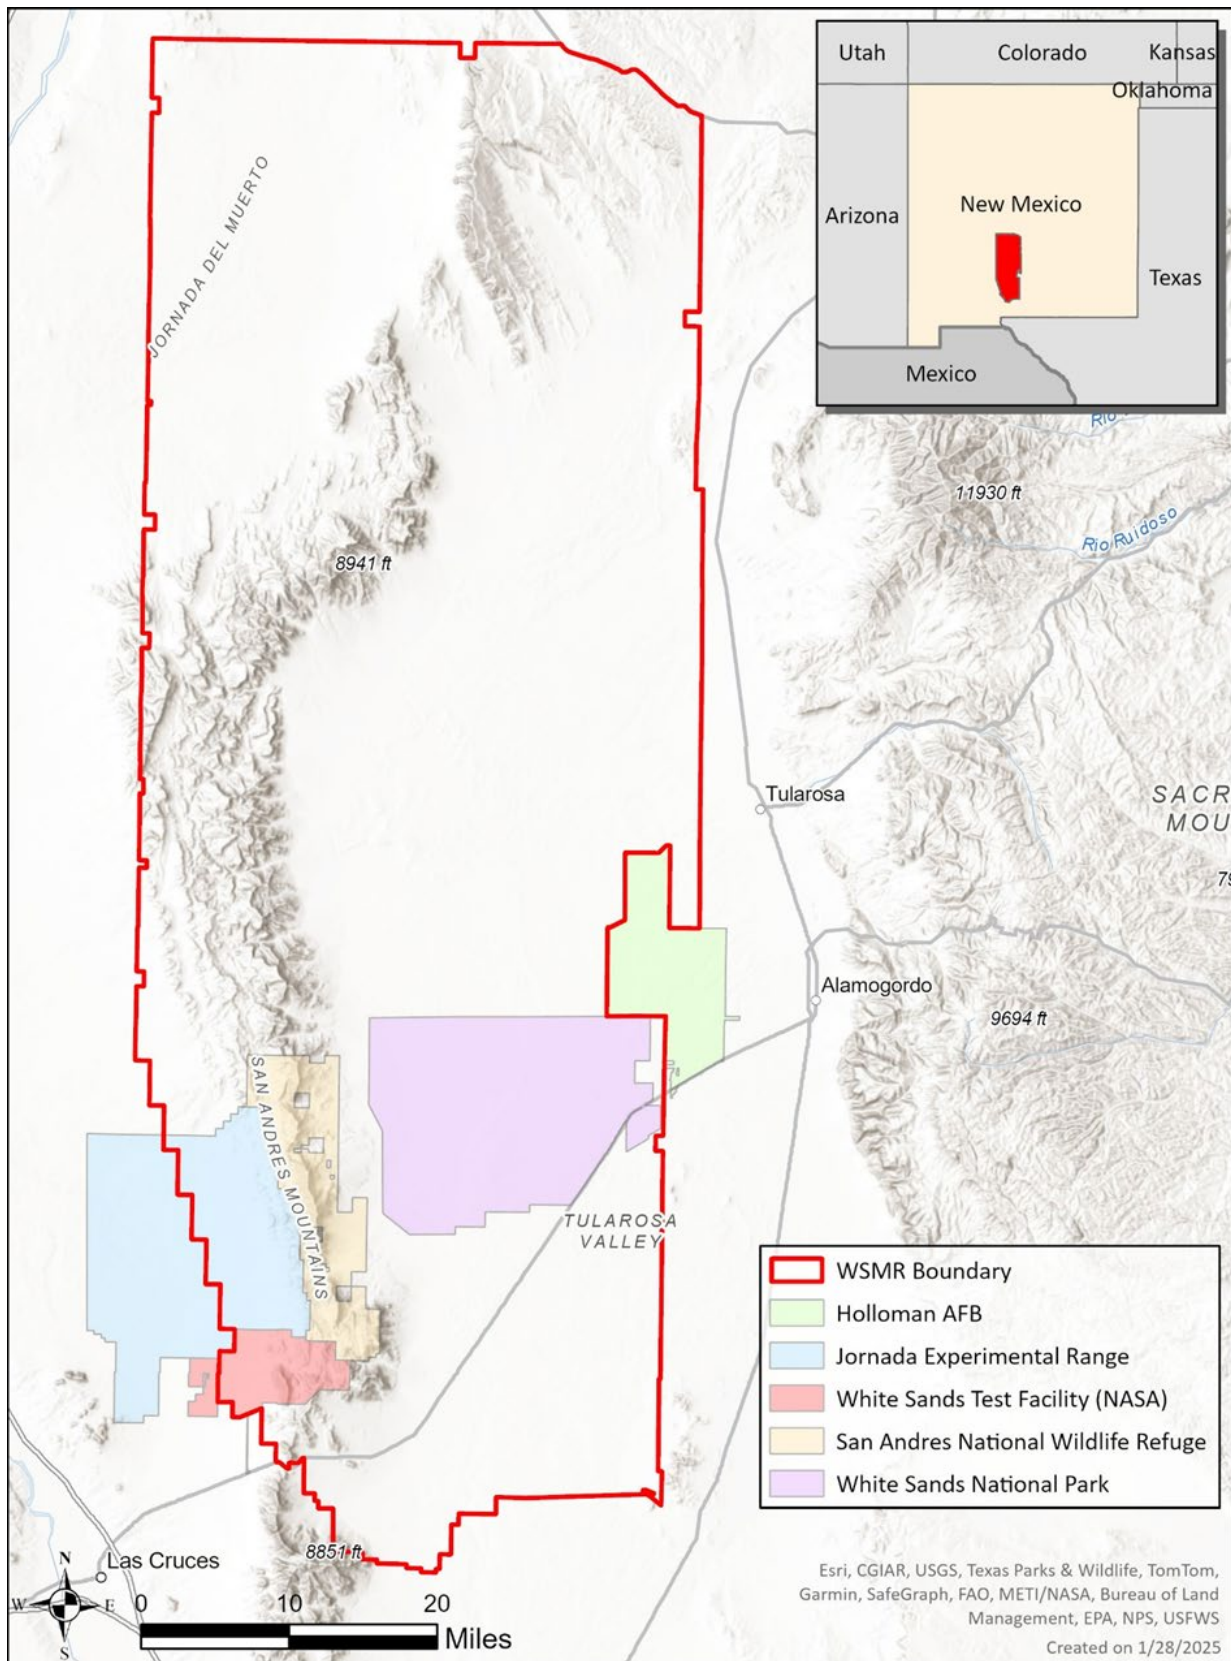 Utah
Colorado
Kansas
Oklahoma
Arizona
New Mexico
Texas
Mexico
JORNADA DEL MUERTO
Rio
11930 ft
Rio Ruidoso
8941 ft
Tularosa
SACR
MOU
79
Alamogordo
9694 ft
SAN ANDRES MOUNTAINS
TULAROSA
VALLEY
WSMR Boundary
Holloman AFB
Jornada Experimental Range
White Sands Test Facility (NASA)
San Andres National Wildlife Refuge
White Sands National Park
8851 ft
Las Cruces
N
W E
S
0 10 20
Miles
Esri, CGIAR, USGS, Texas Parks & Wildlife, TomTom,
Garmin, SafeGraph, FAO, METI/NASA, Bureau of Land
Management, EPA, NPS, USFWS
Created on 1/28/2025